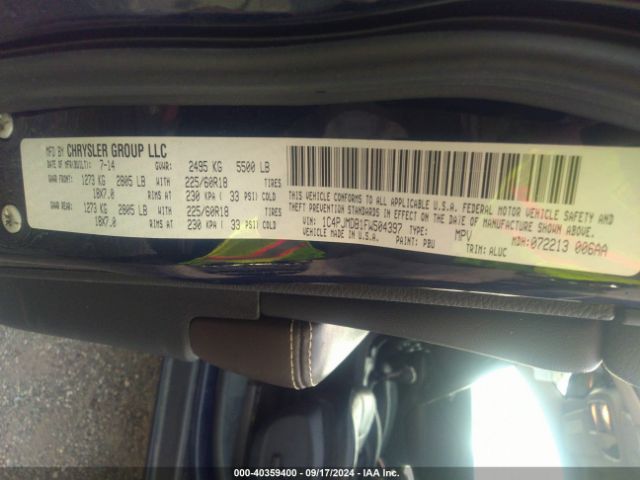 MFD BY CHRYSLER GROUP LLC
DATE OF MFR(BUILT): 7-14 GVWR: 2495 KG 5500 LB
GAWR FRONT: 1273 KG 2805 LB WITH 225/60R18 TIRES
18X7.0 RIMS AT 230 KPA ( 33 PSI) COLD
GAWR REAR: 1273 KG 2805 LB WITH 225/60R18 TIRES
18X7.0 RIMS AT 230 KPA ( 33 PSI) COLD
THIS VEHICLE CONFORMS TO ALL APPLICABLE U.S.A. FEDERAL MOTOR VEHICLE SAFETY AND
THEFT PREVENTION STANDARDS IN EFFECT ON THE DATE OF MANUFACTURE SHOWN ABOVE.
VIN: 1C4PJMDB1FW504397 TYPE: MPV MDH: 072213 006AA
VEHICLE MADE IN U.S.A. PAINT: PBU TRIM: ALUC
000-40359400 - 09/17/2024 - IAA Inc.